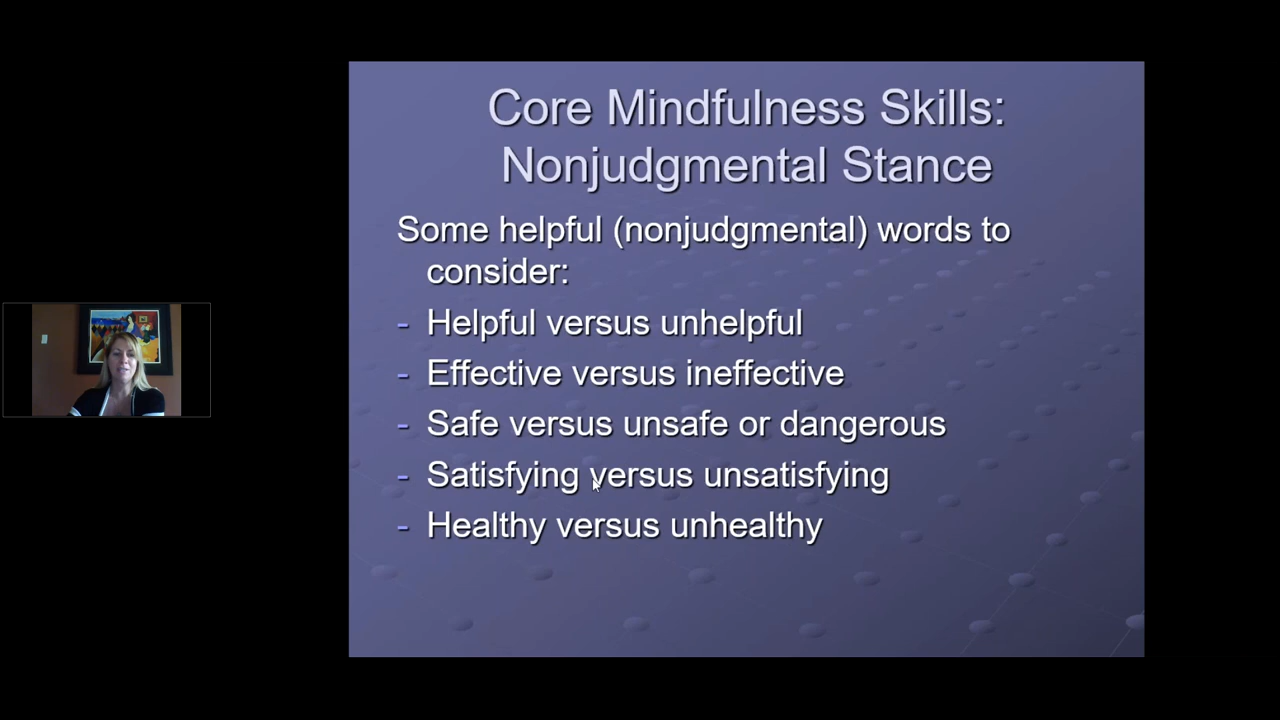 Core Mindfulness Skills:
Nonjudgmental Stance
Some helpful (nonjudgmental) words to
consider:
- Helpful versus unhelpful
- Effective versus ineffective
- Safe versus unsafe or dangerous
- Satisfying versus unsatisfying
- Healthy versus unhealthy